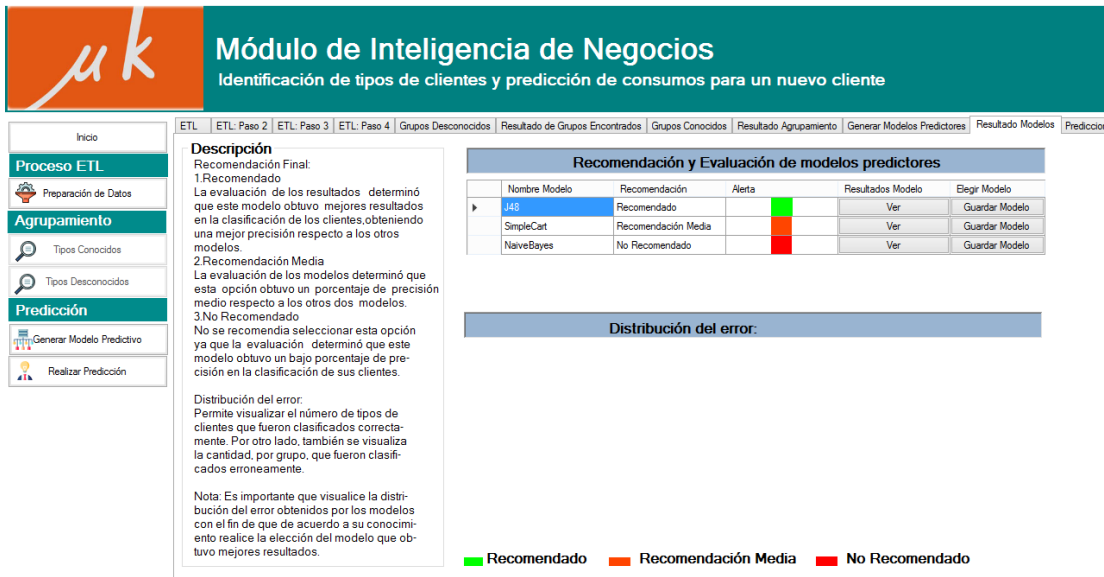 μk
Módulo de Inteligencia de Negocios
Identificación de tipos de clientes y predicción de consumos para un nuevo cliente
Inicio
Proceso ETL
Preparación de Datos
Agrupamiento
Tipos Conocidos
Tipos Desconocidos
Predicción
Generar Modelo Predictivo
Realizar Predicción
ETL ETL: Paso 2 ETL: Paso 3 ETL: Paso 4 Grupos Desconocidos Resultado de Grupos Encontrados Grupos Conocidos Resultado Agrupamiento Generar Modelos Predictores Resultado Modelos Prediccion
Descripción
Recomendación Final:
1.Recomendado
La evaluación de los resultados determinó
que este modelo obtuvo mejores resultados
en la clasificación de los clientes,obteniendo
una mejor precisión respecto a los otros
modelos.
2.Recomendación Media
La evaluación de los modelos determinó que
esta opción obtuvo un porcentaje de precisión
medio respecto a los otros dos modelos.
3.No Recomendado
No se recomendia seleccionar esta opción
ya que la evaluación determinó que este
modelo obtuvo un bajo porcentaje de pre-
cisión en la clasificación de sus clientes.
Distribución del error:
Permite visualizar el número de tipos de
clientes que fueron clasificados correcta-
mente. Por otro lado, también se visualiza
la cantidad, por grupo, que fueron clasifi-
cados erroneamente.
Nota: Es importante que visualice la distri-
bución del error obtenidos por los modelos
con el fin de que de acuerdo a su conocimi-
ento realice la elección del modelo que ob-
tuvo mejores resultados.
Recomendación y Evaluación de modelos predictores
Nombre Modelo Recomendación Alerta Resultados Modelo Elegir Modelo
J48 Recomendado Ver Guardar Modelo
SimpleCart Recomendación Media Ver Guardar Modelo
NaiveBayes No Recomendado Ver Guardar Modelo
Distribución del error:
Recomendado Recomendación Media No Recomendado